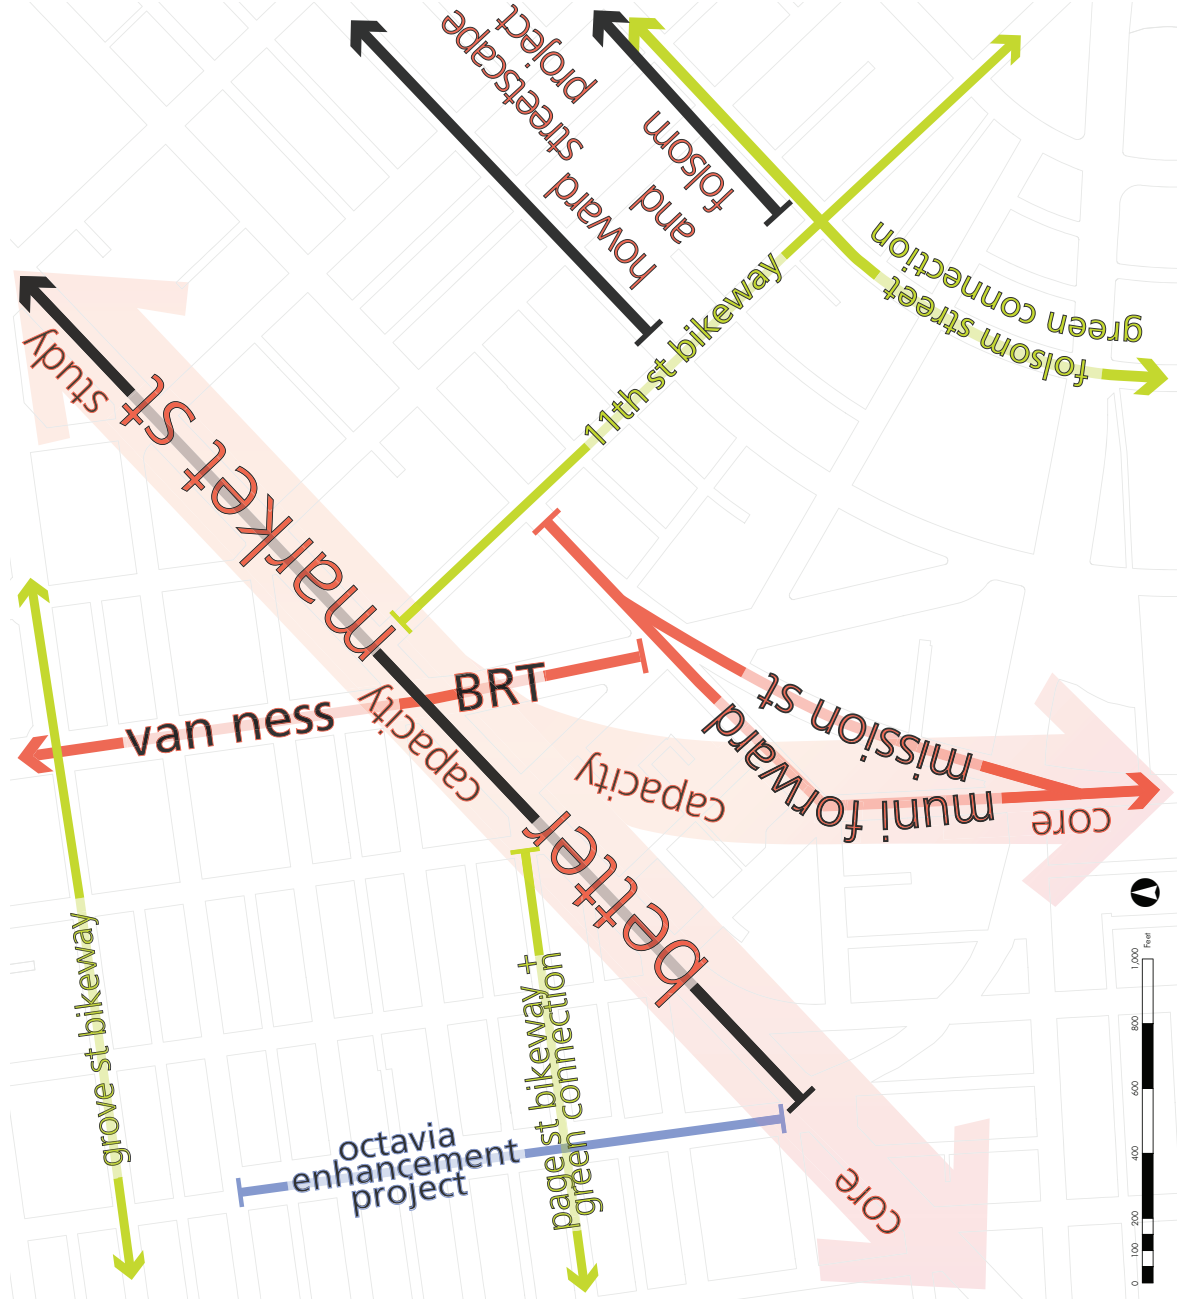 howard streetscape
project
and
folsom
11th st bikeway
folsom street
green connection
better market st
core capacity study
core capacity
van ness BRT
mission st
muni forward
grove st bikeway
page st bikeway +
green connection
octavia
enhancement
project
0 100 200 400 600 800 1,000
Feet